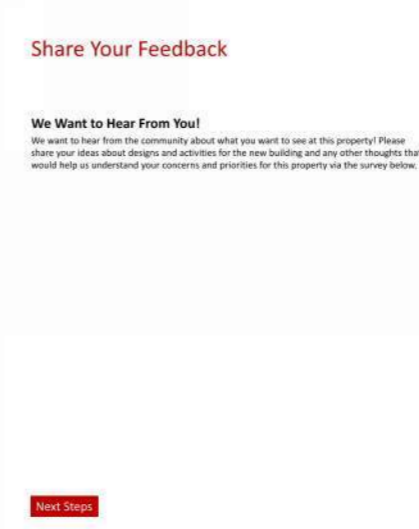 Share Your Feedback
We Want to Hear From You!
We want to hear from the community about what you want to see at this property! Please
share your ideas about designs and activities for the new building and any other thoughts that
would help us understand your concerns and priorities for this property via the survey below.
Next Steps